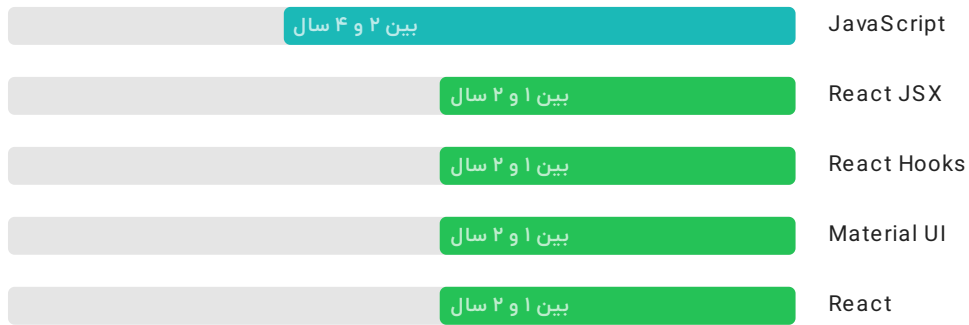 JavaScript بین ۲ و ۴ سال
React JSX بین ۱ و ۲ سال
React Hooks بین ۱ و ۲ سال
Material UI بین ۱ و ۲ سال
React بین ۱ و ۲ سال